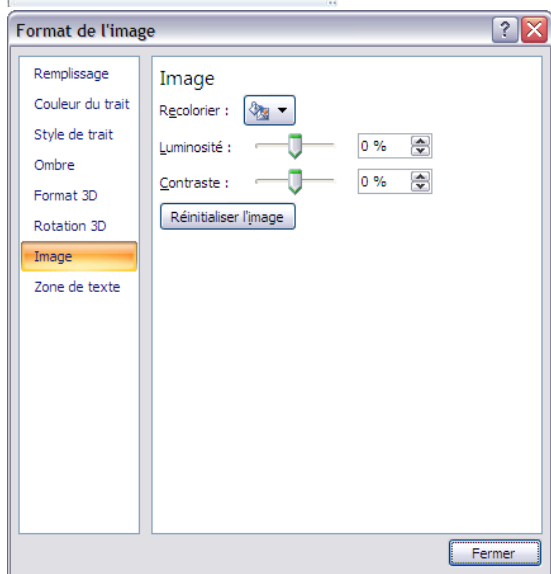 Format de l'image
Remplissage
Couleur du trait
Style de trait
Ombre
Format 3D
Rotation 3D
Image
Zone de texte
Image
Recolorier :
Luminosité :
0 %
Contraste :
0 %
Réinitialiser l'image
Fermer